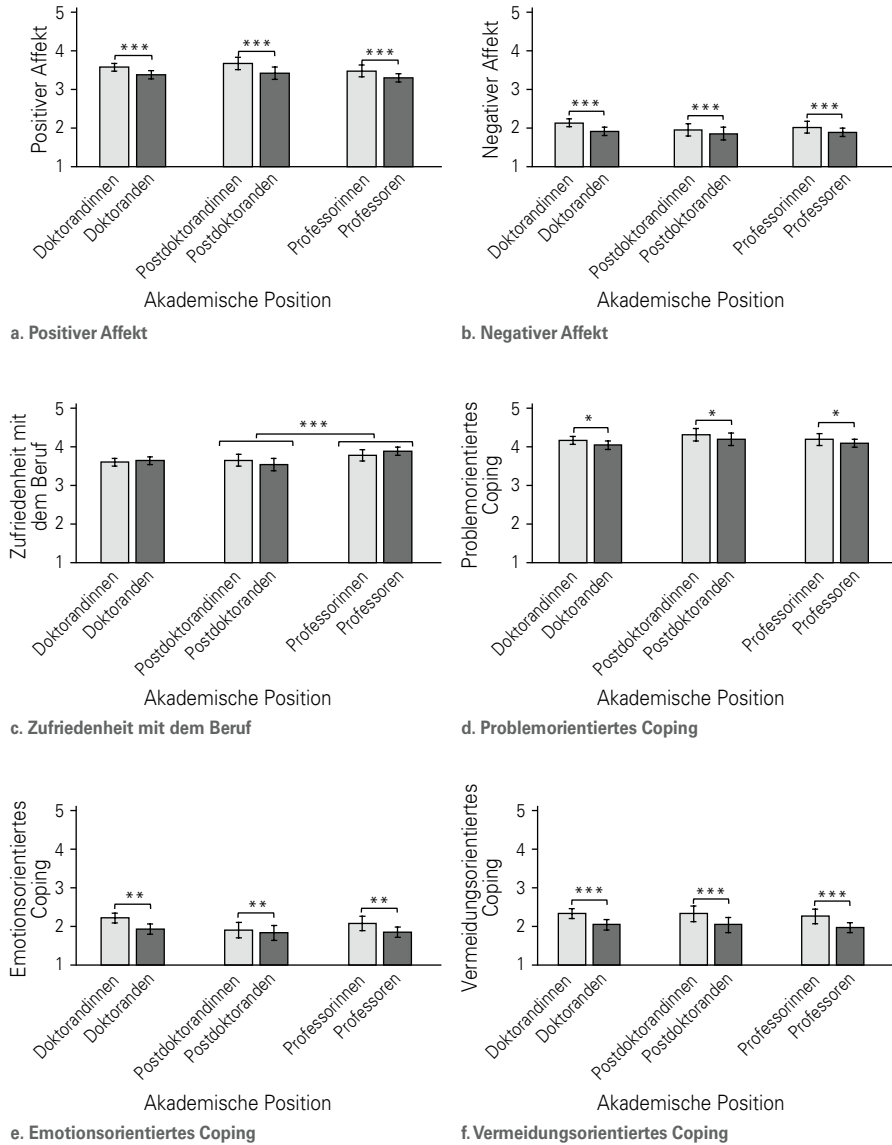 Positiver Affekt
5
4
3
2
1
***
***
***
Doktorandinnen
Doktoranden
Postdoktorandinnen
Postdoktoranden
Professorinnen
Professoren
Akademische Position
a. Positiver Affekt
Negativer Affekt
5
4
3
2
1
***
***
***
Doktorandinnen
Doktoranden
Postdoktorandinnen
Postdoktoranden
Professorinnen
Professoren
Akademische Position
b. Negativer Affekt
Zufriedenheit mit
dem Beruf
5
4
3
2
1
***
Doktorandinnen
Doktoranden
Postdoktorandinnen
Postdoktoranden
Professorinnen
Professoren
Akademische Position
c. Zufriedenheit mit dem Beruf
Problemorientiertes
Coping
5
4
3
2
1
*
*
*
Doktorandinnen
Doktoranden
Postdoktorandinnen
Postdoktoranden
Professorinnen
Professoren
Akademische Position
d. Problemorientiertes Coping
Emotionsorientiertes
Coping
5
4
3
2
1
**
**
**
Doktorandinnen
Doktoranden
Postdoktorandinnen
Postdoktoranden
Professorinnen
Professoren
Akademische Position
e. Emotionsorientiertes Coping
Vermeidungsorientiertes
Coping
5
4
3
2
1
***
***
***
Doktorandinnen
Doktoranden
Postdoktorandinnen
Postdoktoranden
Professorinnen
Professoren
Akademische Position
f. Vermeidungsorientiertes Coping